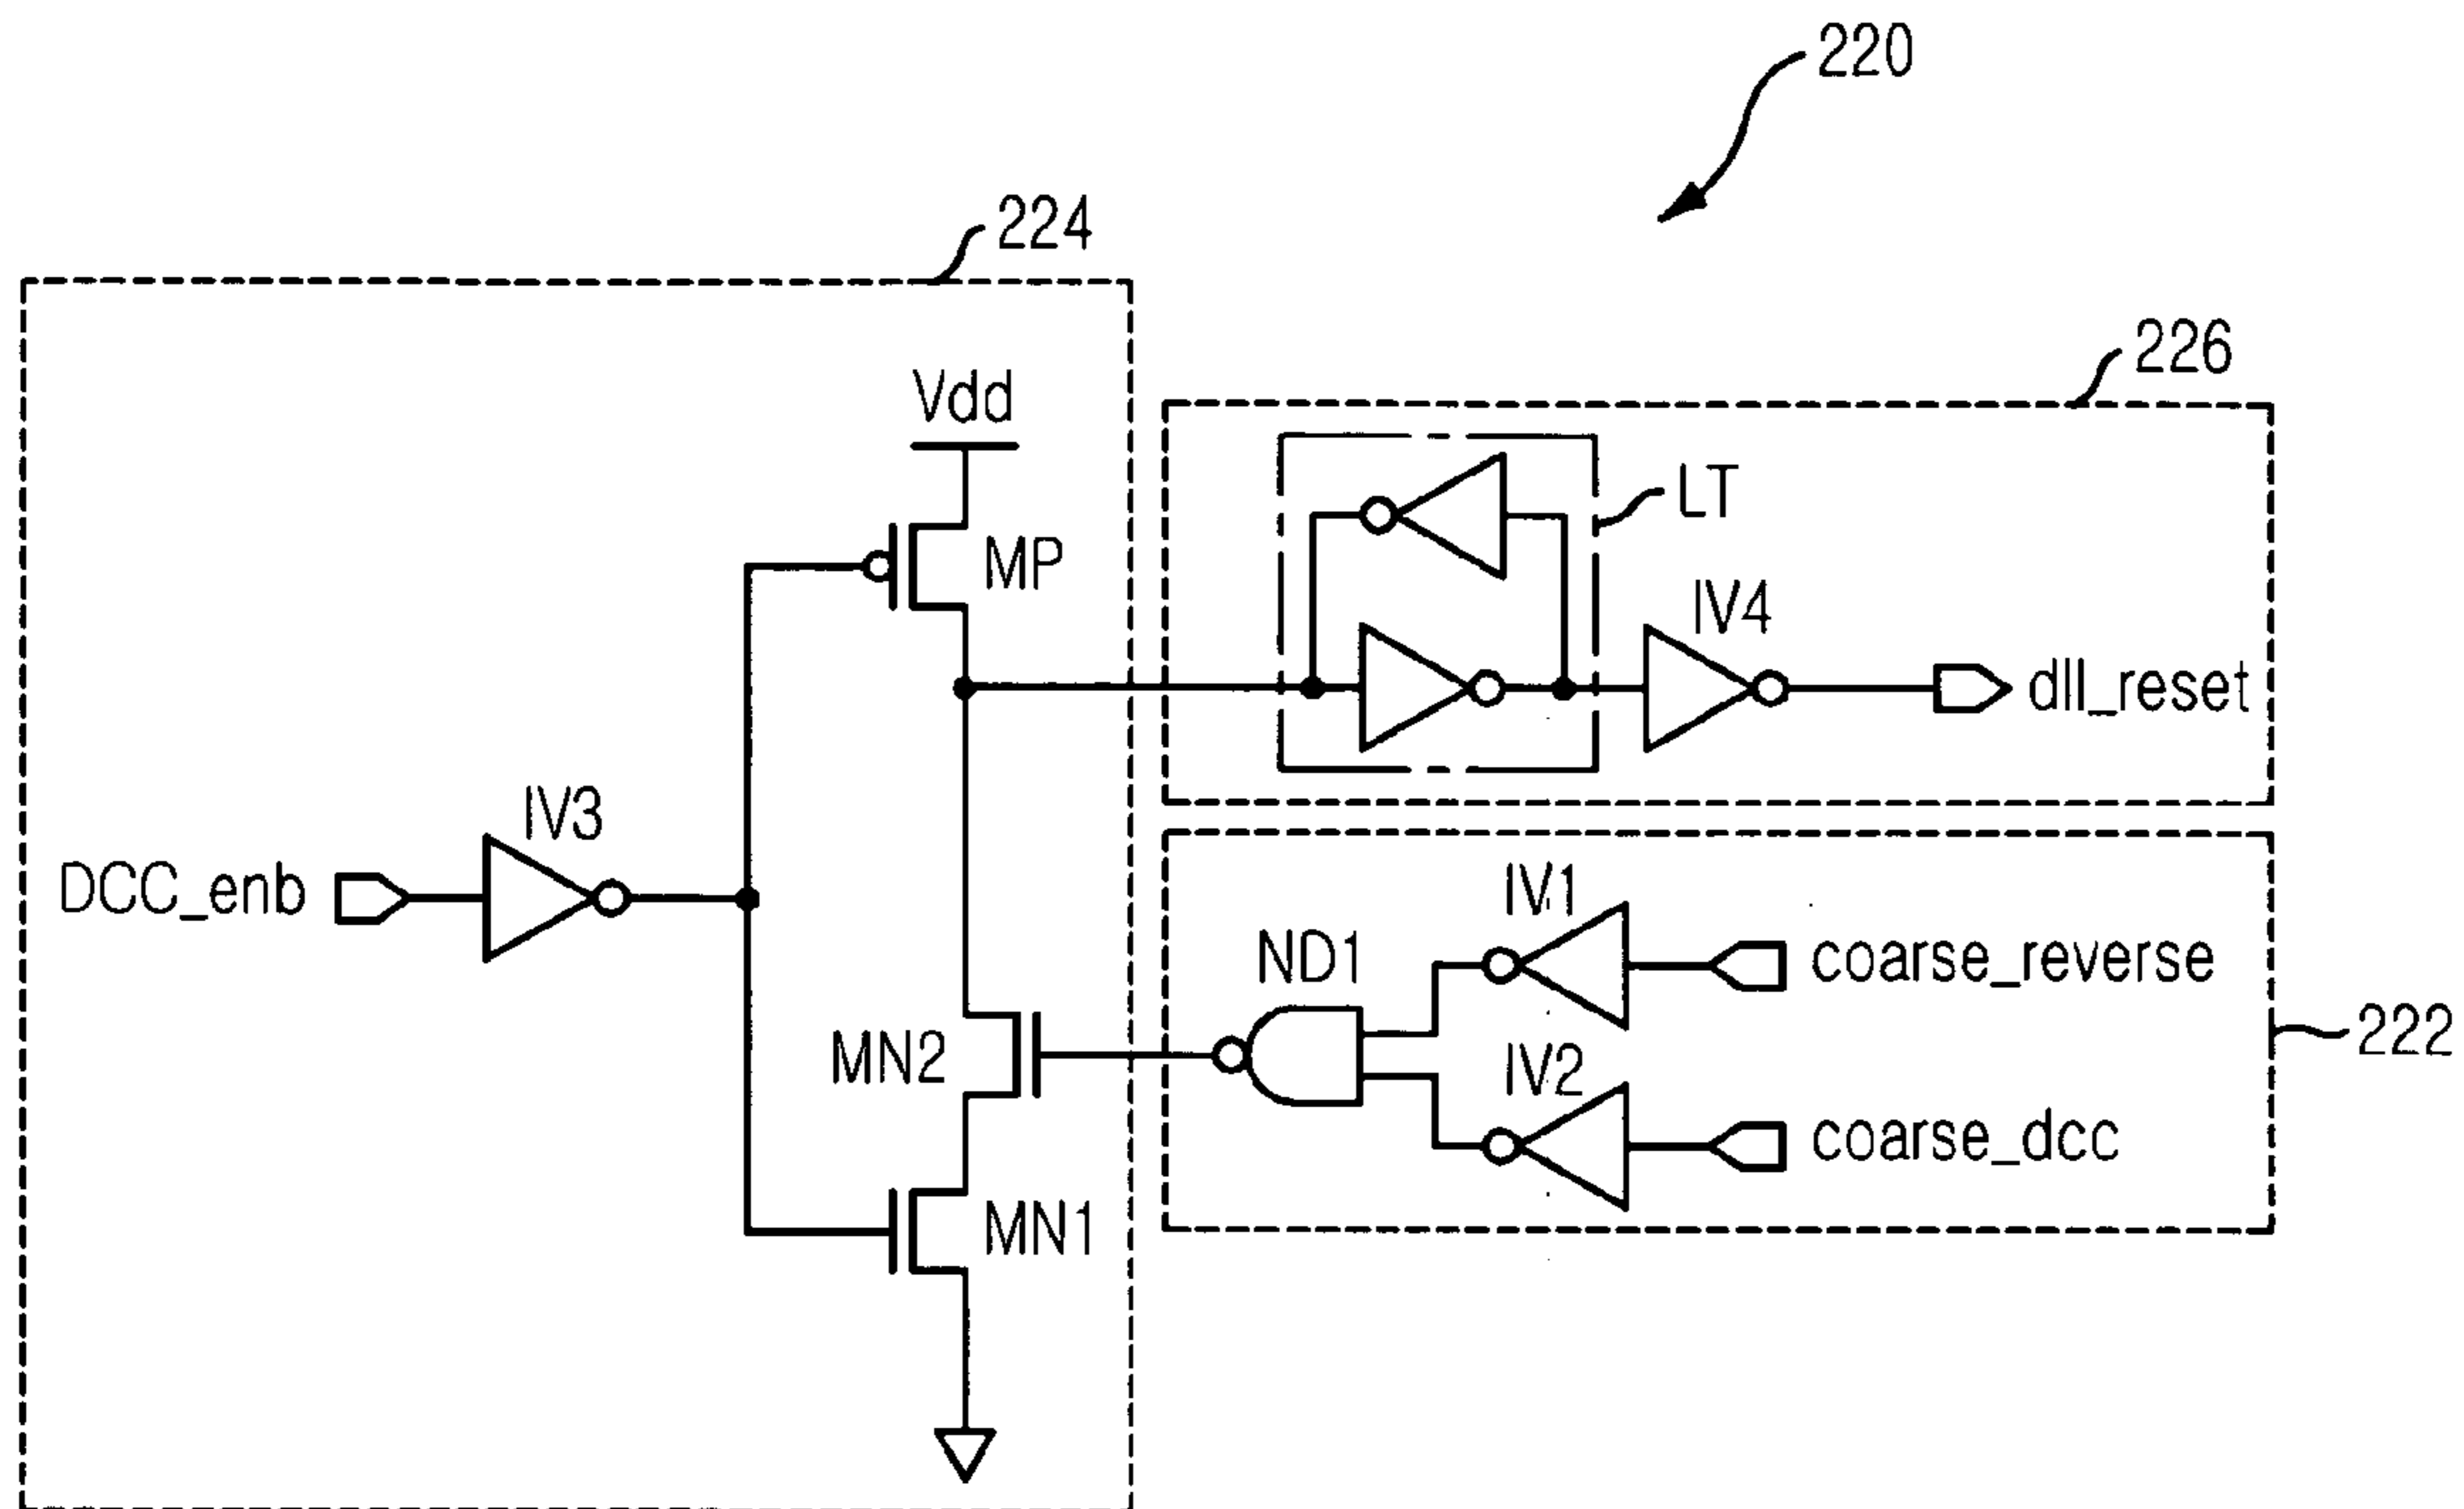 220
224
226
Vdd
LT
MP
IV4
dll_reset
IV3
DCC_enb
IV1
ND1
coarse_reverse
MN2
IV2
222
coarse_dcc
MN1